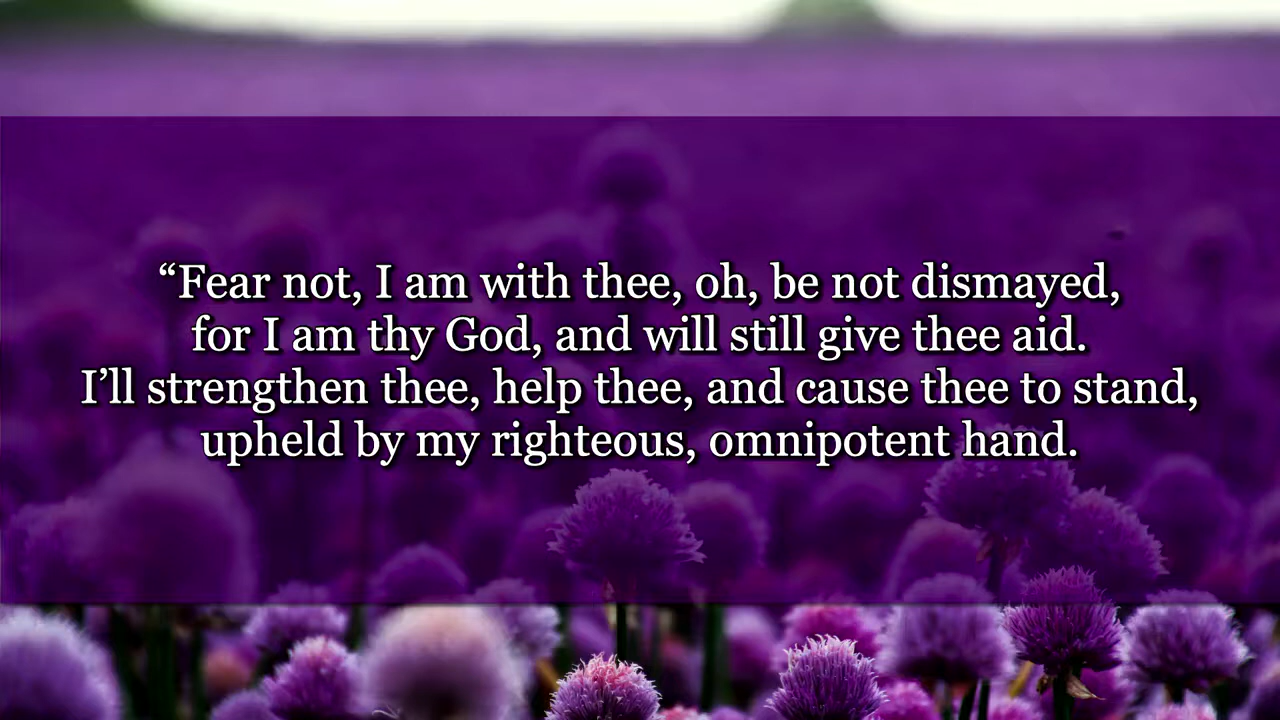 “Fear not, I am with thee, oh, be not dismayed,
for I am thy God, and will still give thee aid.
I’ll strengthen thee, help thee, and cause thee to stand,
upheld by my righteous, omnipotent hand.